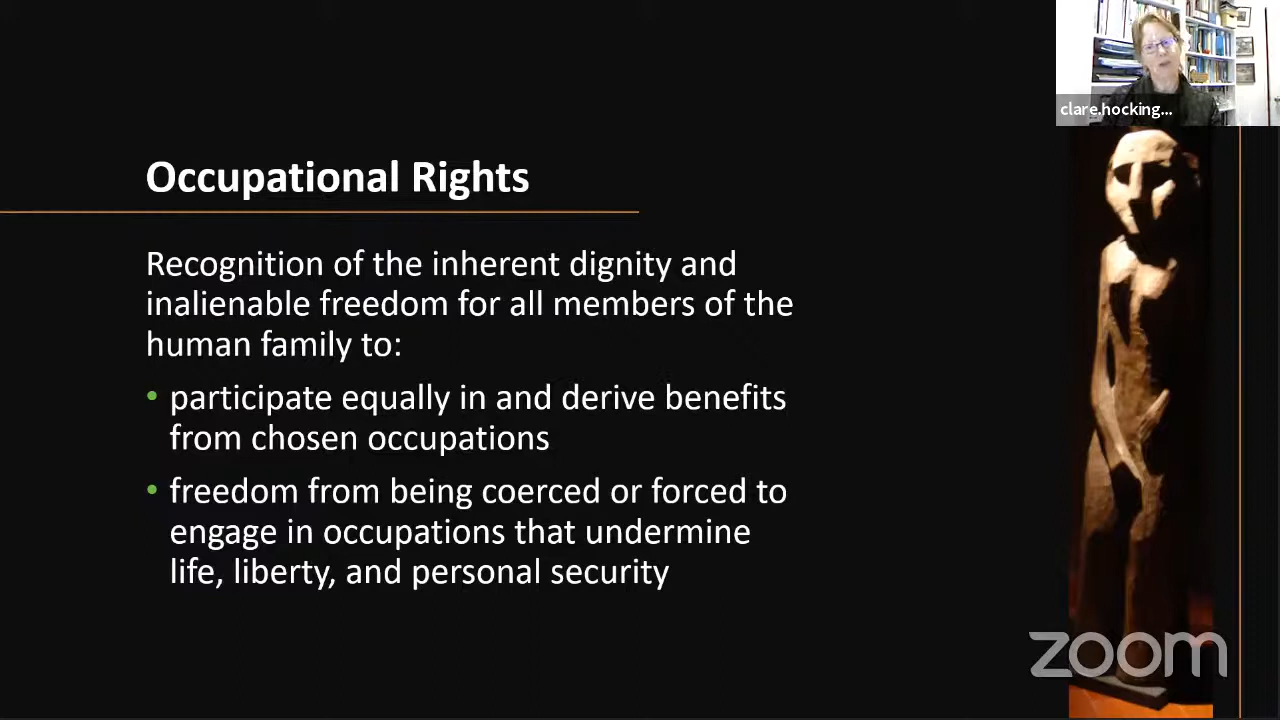 clare.hocking...
Occupational Rights
Recognition of the inherent dignity and
inalienable freedom for all members of the
human family to:
• participate equally in and derive benefits
from chosen occupations
• freedom from being coerced or forced to
engage in occupations that undermine
life, liberty, and personal security
zoom